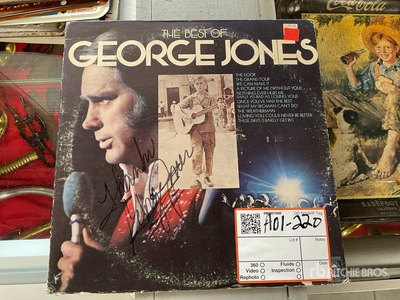 THE BEST OF
GEORGE JONES
THE DOOR
THE GRAND TOUR
WE CAN MAKE IT
A PICTURE OF ME (WITHOUT YOU)
NOTHING EVER HURT ME
(HALF AS BAD AS LOSING YOU)
ONCE YOU'VE HAD THE BEST
WHAT MY WOMAN CAN'T DO
THE WEATHERMAN
LOVING YOU COULD NEVER BE BETTER
THESE DAYS (I BARELY GET BY)
Coca-Cola
BAREFOOT
A01-220
Lot #
Notes
360
Video
Rephoto
Fluids
Inspection
Date
RITCHIE BROS.